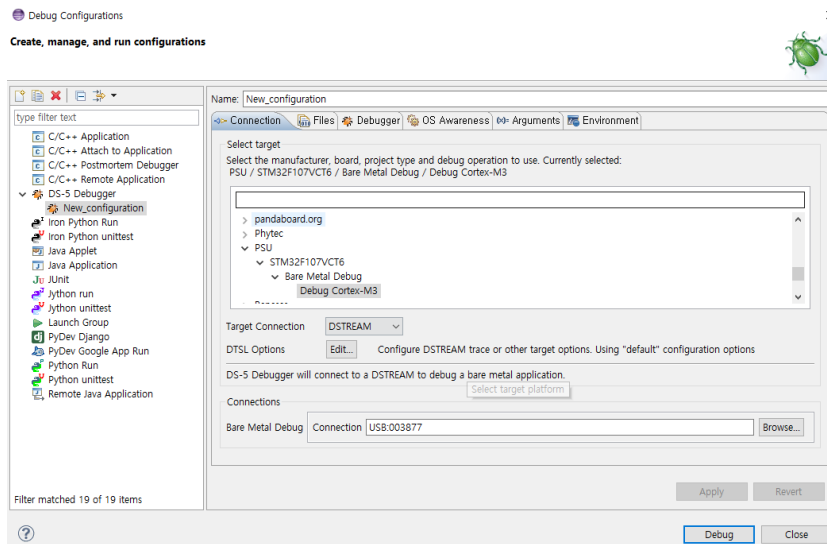 Debug Configurations
Create, manage, and run configurations
Name: New_configuration
type filter text
C/C++ Application
C/C++ Attach to Application
C/C++ Postmortem Debugger
C/C++ Remote Application
DS-5 Debugger
New_configuration
Iron Python Run
Iron Python unittest
Java Applet
Java Application
Ju JUnit
Jython run
Jython unittest
Launch Group
PyDev Django
PyDev Google App Run
Python Run
Python unittest
Remote Java Application
Filter matched 19 of 19 items
Connection Files Debugger OS Awareness Arguments Environment
Select target
Select the manufacturer, board, project type and debug operation to use. Currently selected:
PSU / STM32F107VCT6 / Bare Metal Debug / Debug Cortex-M3
pandaboard.org
Phytec
PSU
STM32F107VCT6
Bare Metal Debug
Debug Cortex-M3
Target Connection DSTREAM
DTSL Options Edit... Configure DSTREAM trace or other target options. Using "default" configuration options
DS-5 Debugger will connect to a DSTREAM to debug a bare metal application.
Select target platform
Connections
Bare Metal Debug Connection USB:003877 Browse...
Apply Revert
Debug Close